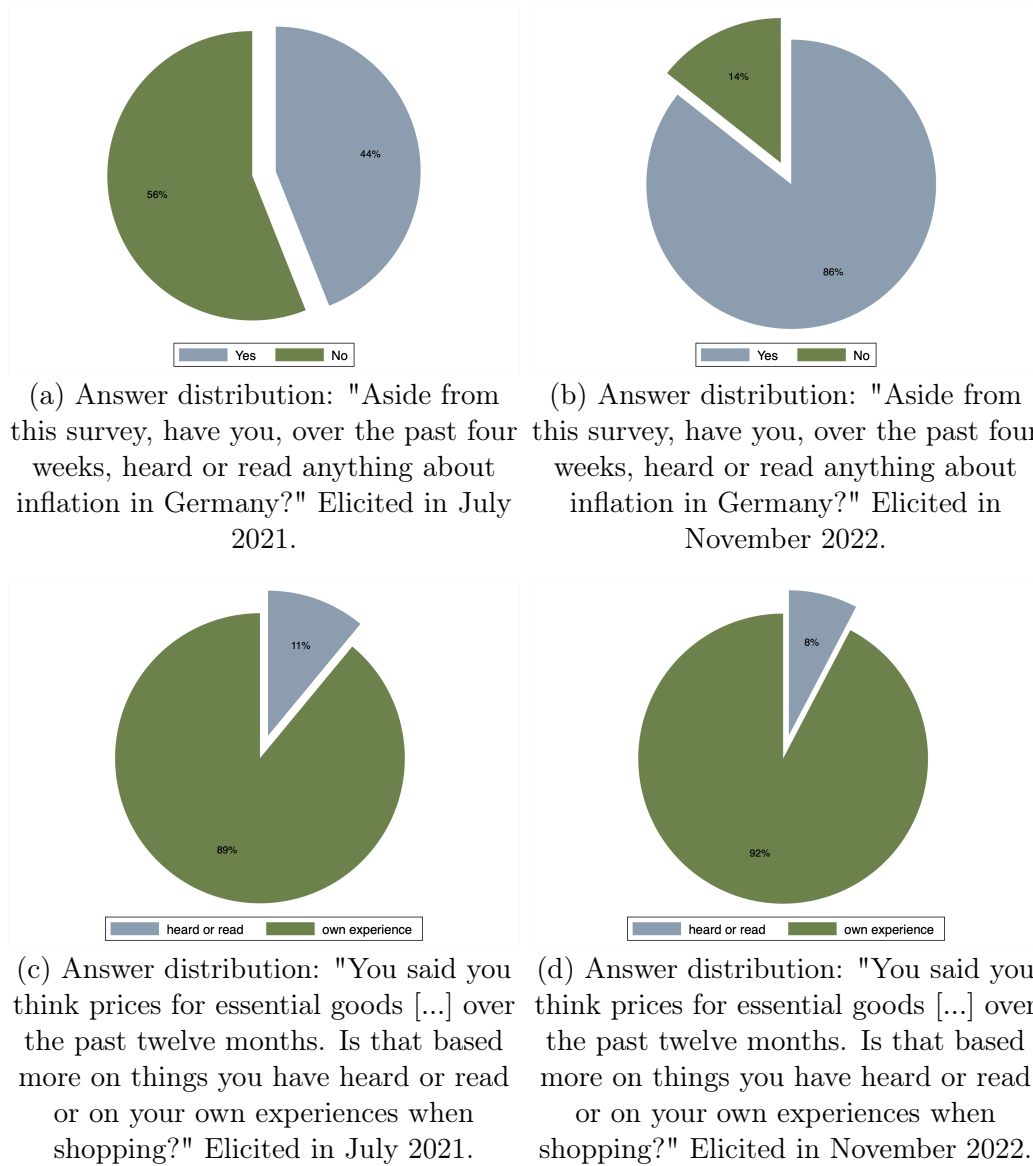 44%
56%
Yes No
(a) Answer distribution: "Aside from
this survey, have you, over the past four
weeks, heard or read anything about
inflation in Germany?" Elicited in July
2021.
14%
86%
Yes No
(b) Answer distribution: "Aside from
this survey, have you, over the past four
weeks, heard or read anything about
inflation in Germany?" Elicited in
November 2022.
11%
89%
heard or read own experience
(c) Answer distribution: "You said you
think prices for essential goods [...] over
the past twelve months. Is that based
more on things you have heard or read
or on your own experiences when
shopping?" Elicited in July 2021.
8%
92%
heard or read own experience
(d) Answer distribution: "You said you
think prices for essential goods [...] over
the past twelve months. Is that based
more on things you have heard or read
or on your own experiences when
shopping?" Elicited in November 2022.